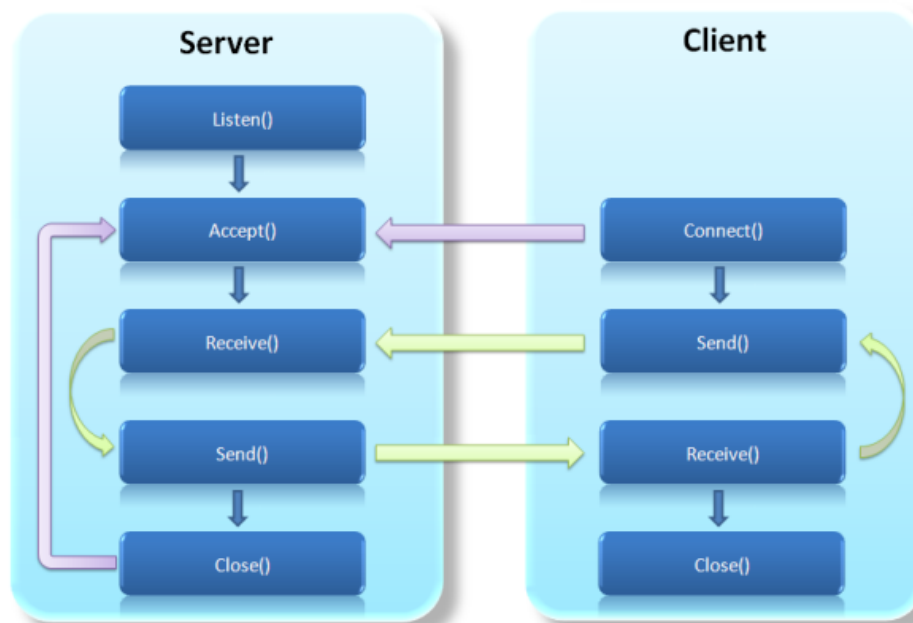 Server
Listen()
Accept()
Receive()
Send()
Close()
Client
Connect()
Send()
Receive()
Close()